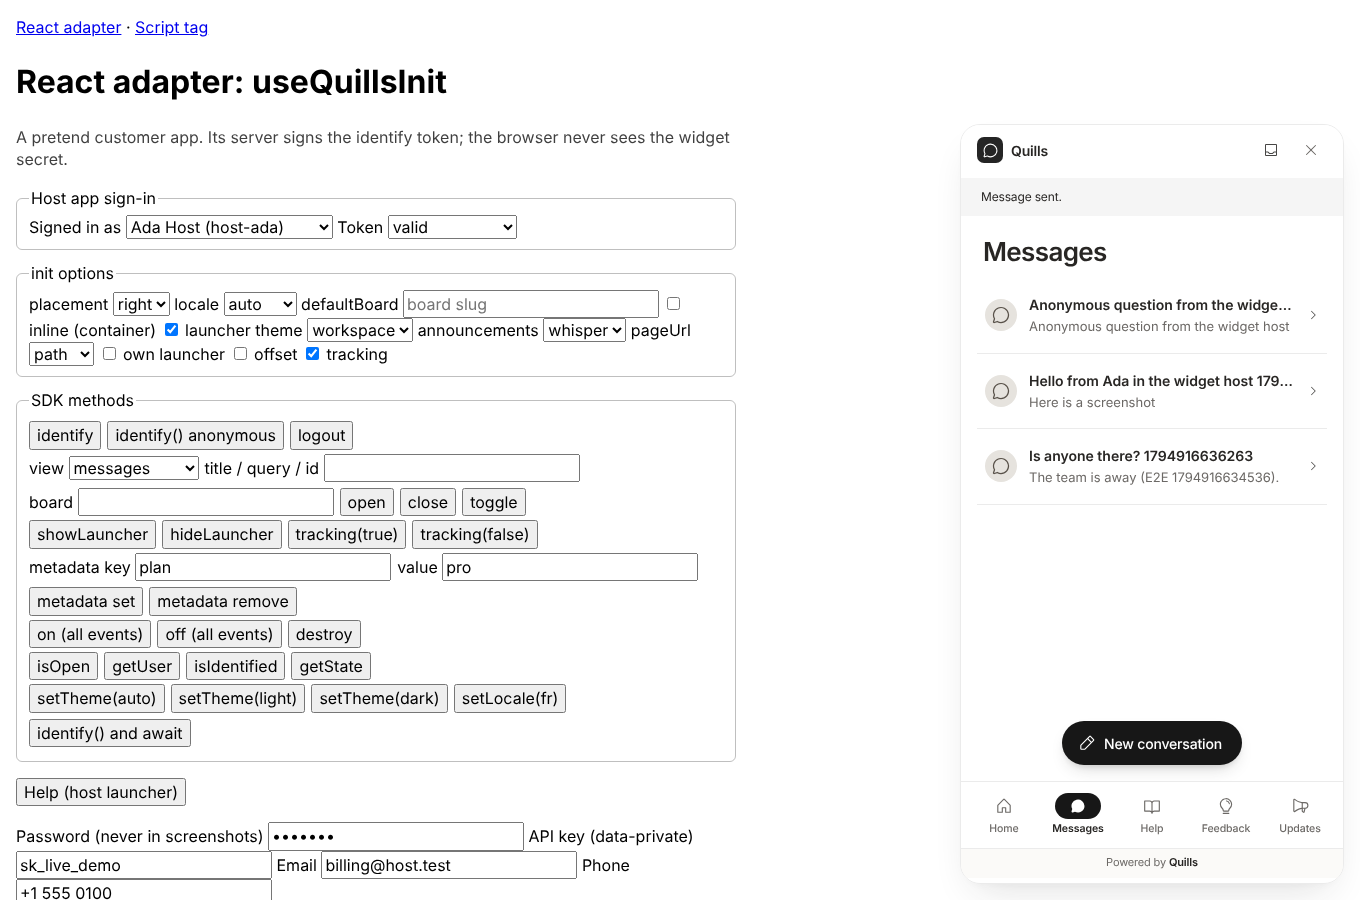 React adapter · Script tag
React adapter: useQuillsInit
A pretend customer app. Its server signs the identify token; the browser never sees the widget
secret.
Host app sign-in
Signed in as Ada Host (host-ada) Token valid
init options
placement right locale auto defaultBoard board slug
inline (container) launcher theme workspace announcements whisper pageUrl
path own launcher offset tracking
SDK methods
identify identify() anonymous logout
view messages title / query / id
board open close toggle
showLauncher hideLauncher tracking(true) tracking(false)
metadata key plan value pro
metadata set metadata remove
on (all events) off (all events) destroy
isOpen getUser isIdentified getState
setTheme(auto) setTheme(light) setTheme(dark) setLocale(fr)
identify() and await
Help (host launcher)
Password (never in screenshots) ••••••• API key (data-private)
sk_live_demo Email billing@host.test Phone
+1 555 0100
Quills
Message sent.
Messages
Anonymous question from the widge...
Anonymous question from the widget host
Hello from Ada in the widget host 179...
Here is a screenshot
Is anyone there? 1794916636263
The team is away (E2E 1794916634536).
New conversation
Home Messages Help Feedback Updates
Powered by Quills